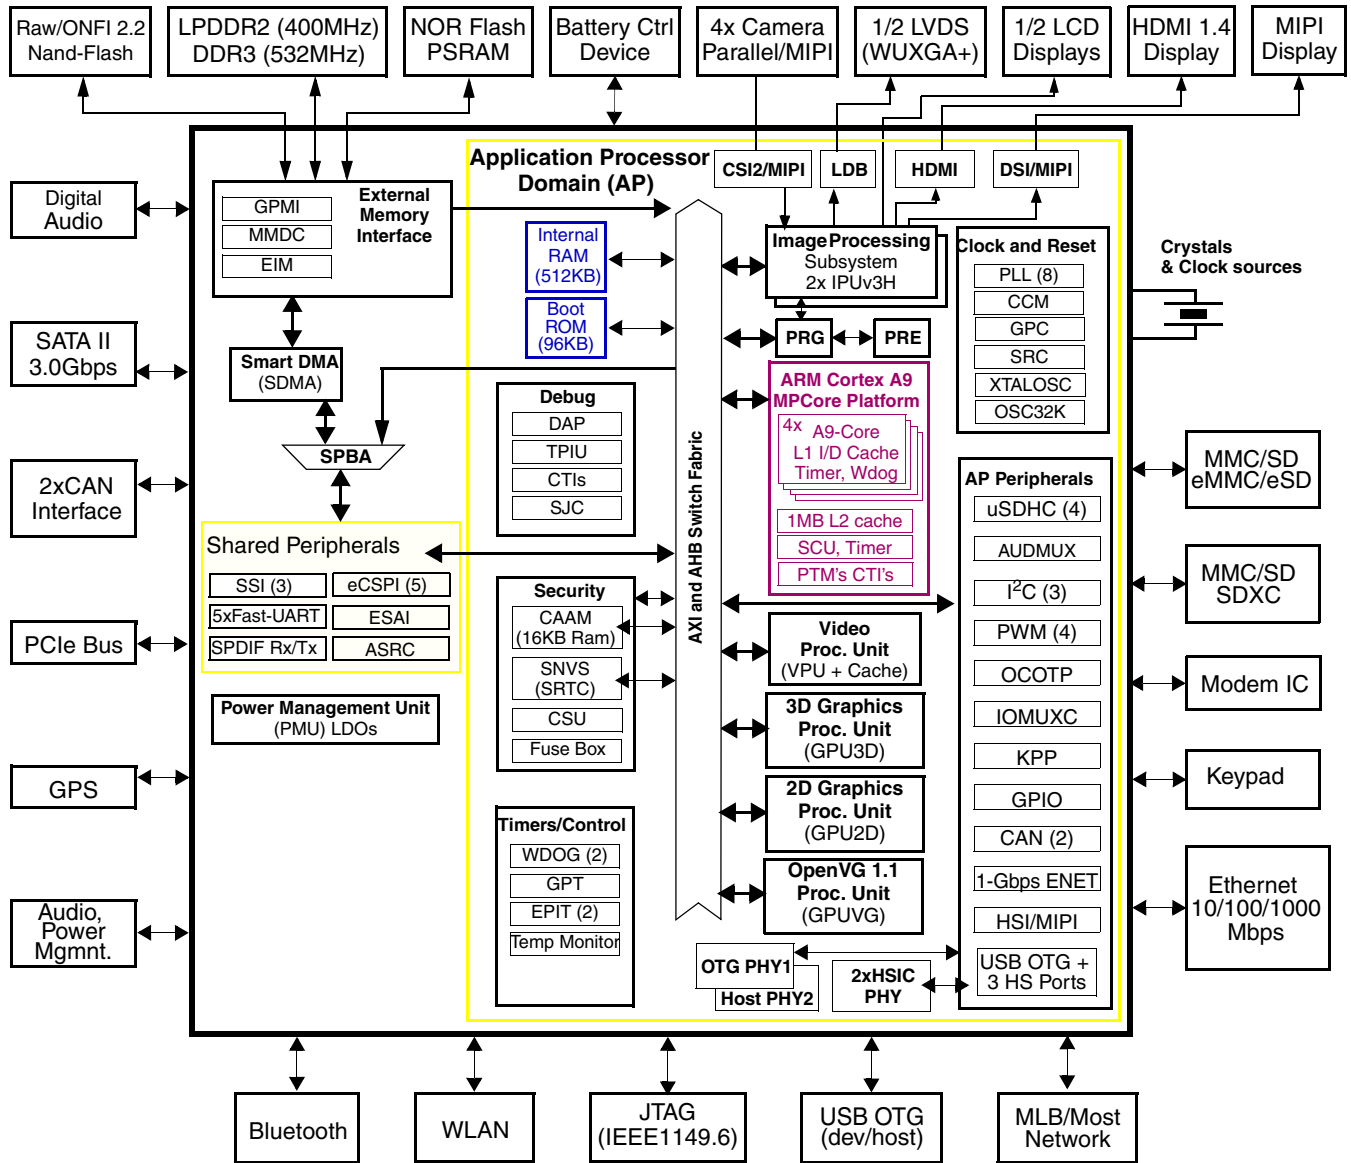 Raw/ONFI 2.2
Nand-Flash
LPDDR2 (400MHz)
DDR3 (532MHz)
NOR Flash
PSRAM
Battery Ctrl
Device
4x Camera
Parallel/MIPI
1/2 LVDS
(WUXGA+)
1/2 LCD
Displays
HDMI 1.4
Display
MIPI
Display
Digital
Audio
SATA II
3.0Gbps
2xCAN
Interface
PCIe Bus
GPS
Audio,
Power
Mgmnt.
External
Memory
Interface
GPMI
MMDC
EIM
Smart DMA
(SDMA)
SPBA
Shared Peripherals
SSI (3)
eCSPI (5)
5xFast-UART
ESAI
SPDIF Rx/Tx
ASRC
Power Management Unit
(PMU) LDOs
Application Processor
Domain (AP)
Internal
RAM
(512KB)
Boot
ROM
(96KB)
Debug
DAP
TPIU
CTIs
SJC
Security
CAAM
(16KB Ram)
SNVS
(SRTC)
CSU
Fuse Box
Timers/Control
WDOG (2)
GPT
EPIT (2)
Temp Monitor
AXI and AHB Switch Fabric
CSI2/MIPI
LDB
HDMI
DSI/MIPI
Image Processing
Subsystem
2x IPUv3H
PRG
PRE
ARM Cortex A9
MPCore Platform
4x
A9-Core
L1 I/D Cache
Timer, Wdog
1MB L2 cache
SCU, Timer
PTM's CTI's
Video
Proc. Unit
(VPU + Cache)
3D Graphics
Proc. Unit
(GPU3D)
2D Graphics
Proc. Unit
(GPU2D)
OpenVG 1.1
Proc. Unit
(GPUVG)
OTG PHY1
Host PHY2
2xHSIC
PHY
Clock and Reset
PLL (8)
CCM
GPC
SRC
XTALOSC
OSC32K
AP Peripherals
uSDHC (4)
AUDMUX
I²C (3)
PWM (4)
OCOTP
IOMUXC
KPP
GPIO
CAN (2)
1-Gbps ENET
HSI/MIPI
USB OTG +
3 HS Ports
Crystals
& Clock sources
MMC/SD
eMMC/eSD
MMC/SD
SDXC
Modem IC
Keypad
Ethernet
10/100/1000
Mbps
Bluetooth
WLAN
JTAG
(IEEE1149.6)
USB OTG
(dev/host)
MLB/Most
Network